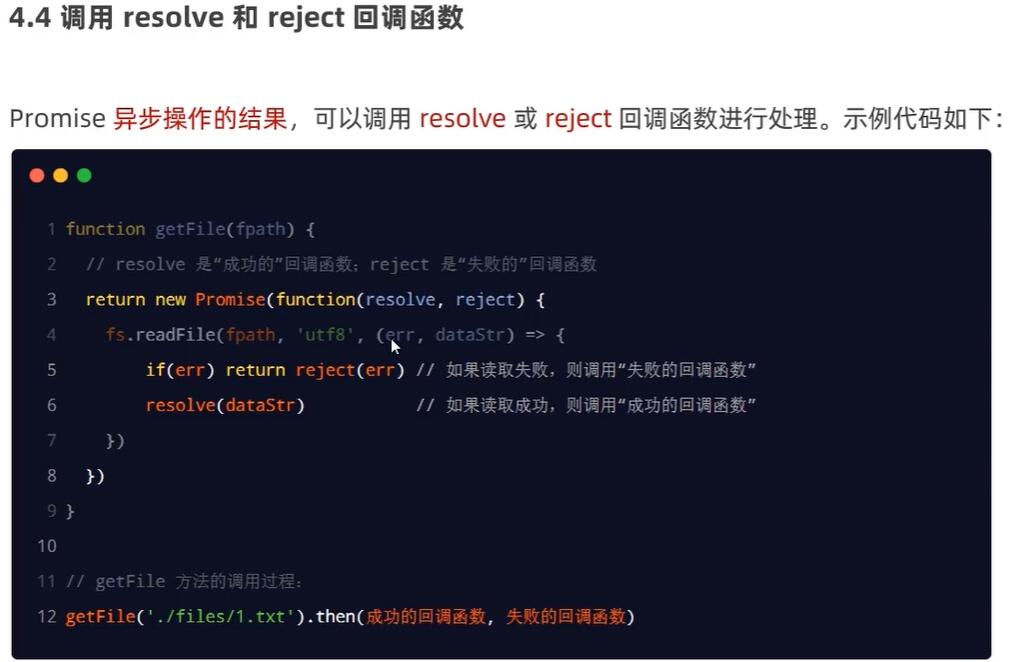 4.4 调用 resolve 和 reject 回调函数
Promise 异步操作的结果，可以调用 resolve 或 reject 回调函数进行处理。示例代码如下：
1 function getFile(fpath) {
2 // resolve 是“成功的”回调函数；reject 是“失败的”回调函数
3 return new Promise(function(resolve, reject) {
4 fs.readFile(fpath, 'utf8', (err, dataStr) => {
5 if(err) return reject(err) // 如果读取失败，则调用“失败的回调函数”
6 resolve(dataStr) // 如果读取成功，则调用“成功的回调函数”
7 })
8 })
9 }
10
11 // getFile 方法的调用过程：
12 getFile('./files/1.txt').then(成功的回调函数, 失败的回调函数)